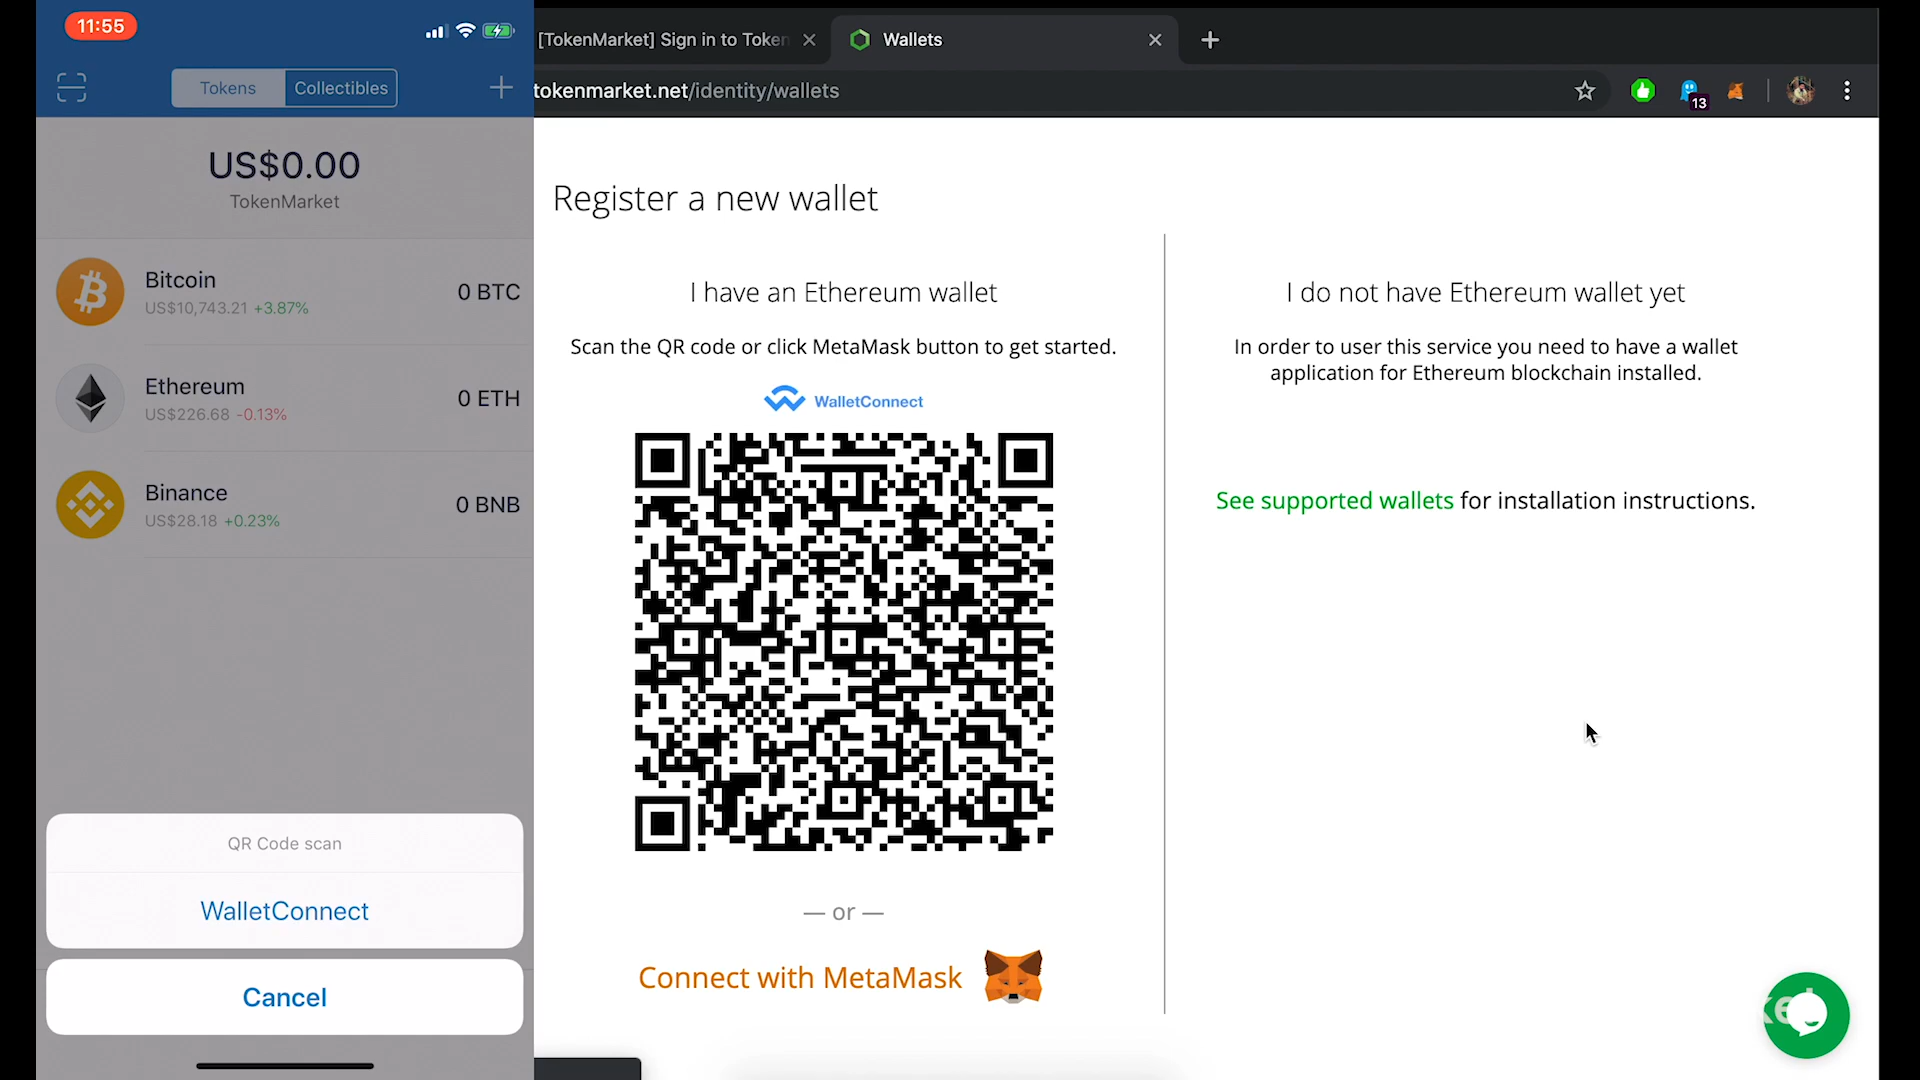 11:55
Tokens
Collectibles
US$0.00
TokenMarket
Bitcoin
US$10,743.21 +3.87%
0 BTC
Ethereum
US$226.68 -0.13%
0 ETH
Binance
US$28.18 +0.23%
0 BNB
QR Code scan
WalletConnect
Cancel
[TokenMarket] Sign in to Token
Wallets
tokenmarket.net/identity/wallets
13
Register a new wallet
I have an Ethereum wallet
Scan the QR code or click MetaMask button to get started.
WalletConnect
— or —
Connect with MetaMask
I do not have Ethereum wallet yet
In order to user this service you need to have a wallet
application for Ethereum blockchain installed.
See supported wallets for installation instructions.